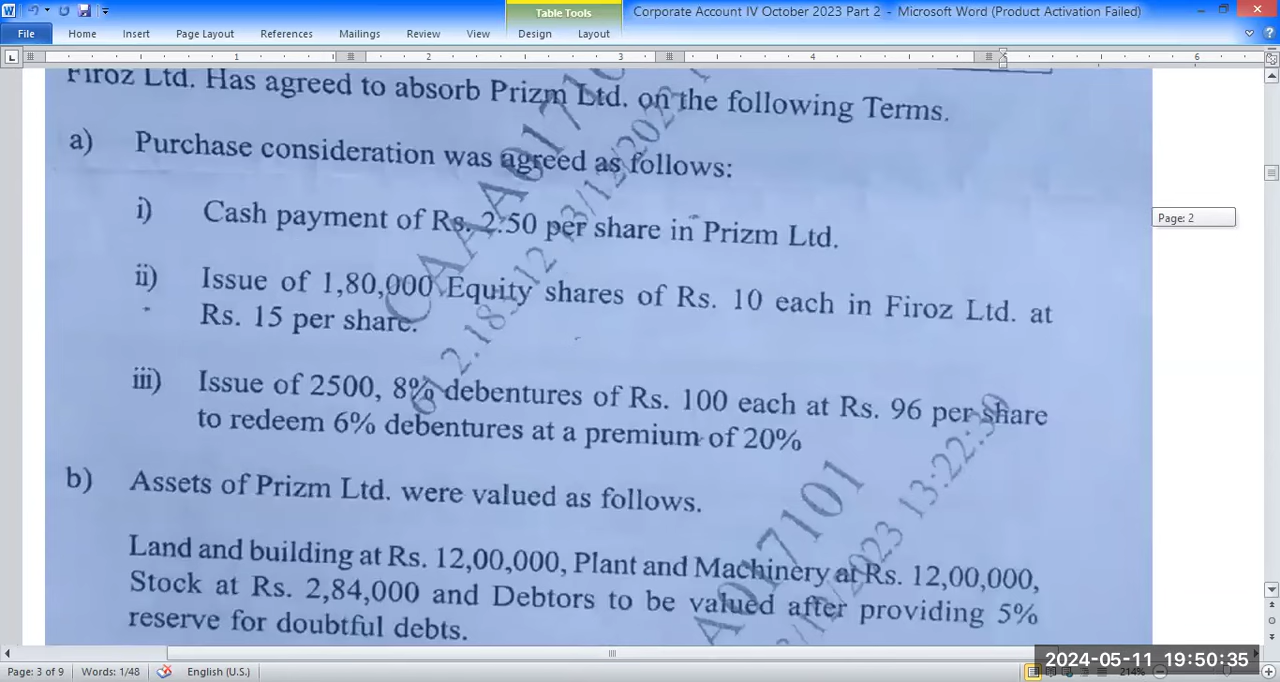 Table Tools
Corporate Account IV October 2023 Part 2 - Microsoft Word (Product Activation Failed)
File Home Insert Page Layout References Mailings Review View Design Layout
1 2 3 4 5 6
Firoz Ltd. Has agreed to absorb Prizm Ltd. on the following Terms.
a) Purchase consideration was agreed as follows:
i) Cash payment of Rs. 2.50 per share in Prizm Ltd.
ii) Issue of 1,80,000 Equity shares of Rs. 10 each in Firoz Ltd. at
Rs. 15 per share.
iii) Issue of 2500, 8% debentures of Rs. 100 each at Rs. 96 per share
to redeem 6% debentures at a premium of 20%
b) Assets of Prizm Ltd. were valued as follows.
Land and building at Rs. 12,00,000, Plant and Machinery at Rs. 12,00,000,
Stock at Rs. 2,84,000 and Debtors to be valued after providing 5%
reserve for doubtful debts.
Page: 2
Page: 3 of 9 Words: 1/48 English (U.S.) 214%
2024-05-11 19:50:35